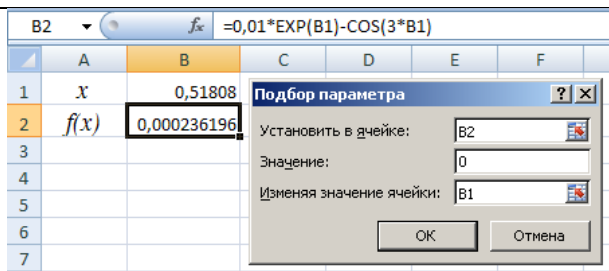 B2 fx =0,01*EXP(B1)-COS(3*B1)
A B C D E F
1 x 0,51808
2 f(x) 0,000236196
3
4
5
6
7
Подбор параметра ? X
Установить в ячейке: B2
Значение: 0
Изменяя значение ячейки: B1
ОК Отмена